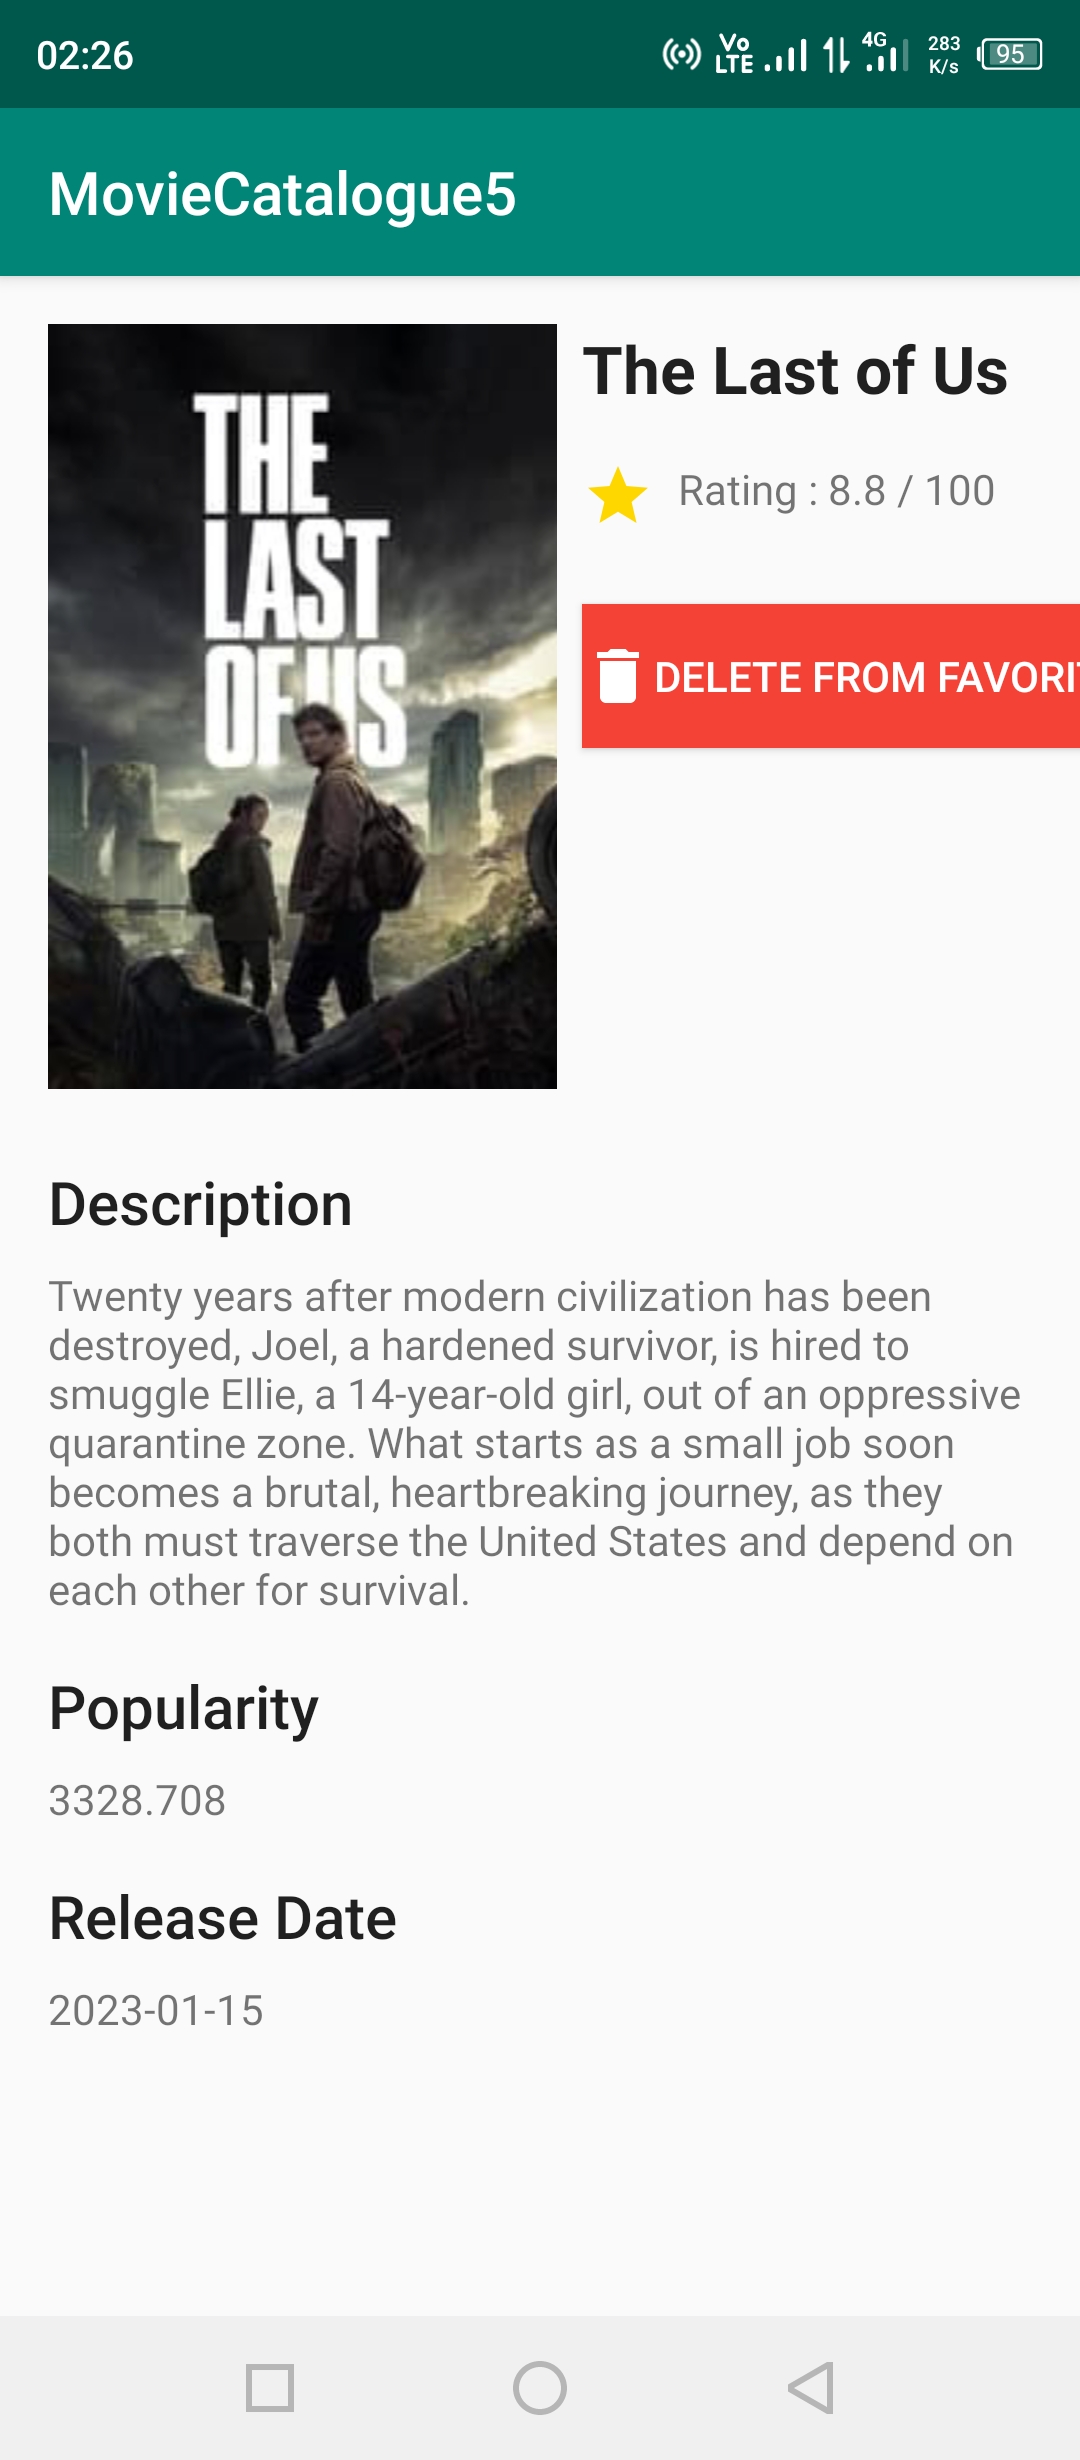 02:26
Vo LTE 4G 283 K/s 95
MovieCatalogue5
THE
LAST
OF US
The Last of Us
Rating : 8.8 / 100
DELETE FROM FAVORI
Description
Twenty years after modern civilization has been
destroyed, Joel, a hardened survivor, is hired to
smuggle Ellie, a 14-year-old girl, out of an oppressive
quarantine zone. What starts as a small job soon
becomes a brutal, heartbreaking journey, as they
both must traverse the United States and depend on
each other for survival.
Popularity
3328.708
Release Date
2023-01-15